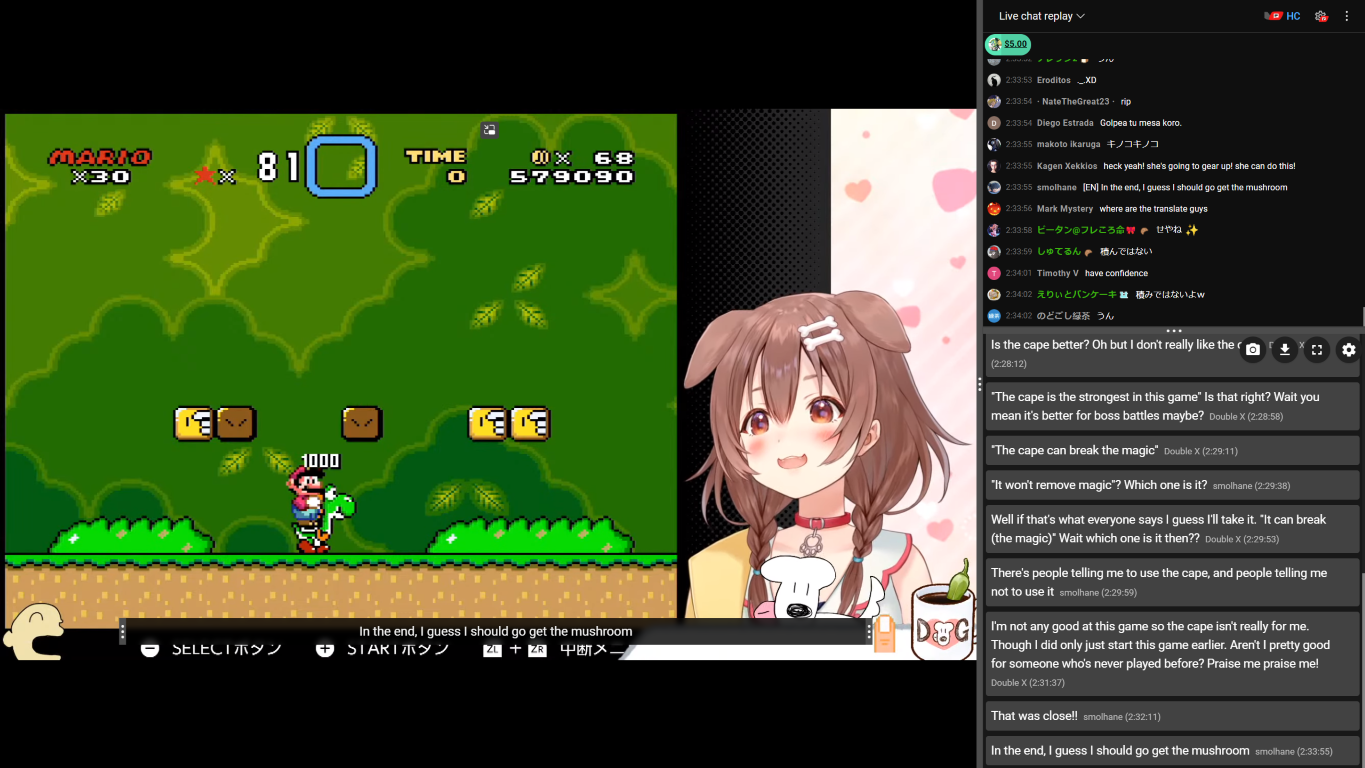 MARIO
×30
× 81
TIME
0
× 68
579090
1000
In the end, I guess I should go get the mushroom
SELECTボタン
STARTボタン
ZL + ZR 中断メニ
DOG
Live chat replay
HC
$5.00
2:33:53 Eroditos ._.XD
2:33:54 · NateTheGreat23 · rip
2:33:54 Diego Estrada Golpea tu mesa koro.
2:33:55 makoto ikaruga キノコキノコ
2:33:55 Kagen Xekkios heck yeah! she's going to gear up! she can do this!
2:33:55 smolhane [EN] In the end, I guess I should go get the mushroom
2:33:56 Mark Mystery where are the translate guys
2:33:58 ビータン@フレころ命 せやね
2:33:59 しゅてるん 積んではない
2:34:01 Timothy V have confidence
2:34:02 えりぃとパンケーキ 積みではないよw
2:34:02 のどごし緑茶 うん
Is the cape better? Oh but I don't really like the
(2:28:12)
"The cape is the strongest in this game" Is that right? Wait you
mean it's better for boss battles maybe? Double X (2:28:58)
"The cape can break the magic" Double X (2:29:11)
"It won't remove magic"? Which one is it? smolhane (2:29:38)
Well if that's what everyone says I guess I'll take it. "It can break
(the magic)" Wait which one is it then?? Double X (2:29:53)
There's people telling me to use the cape, and people telling me
not to use it smolhane (2:29:59)
I'm not any good at this game so the cape isn't really for me.
Though I did only just start this game earlier. Aren't I pretty good
for someone who's never played before? Praise me praise me!
Double X (2:31:37)
That was close!! smolhane (2:32:11)
In the end, I guess I should go get the mushroom smolhane (2:33:55)